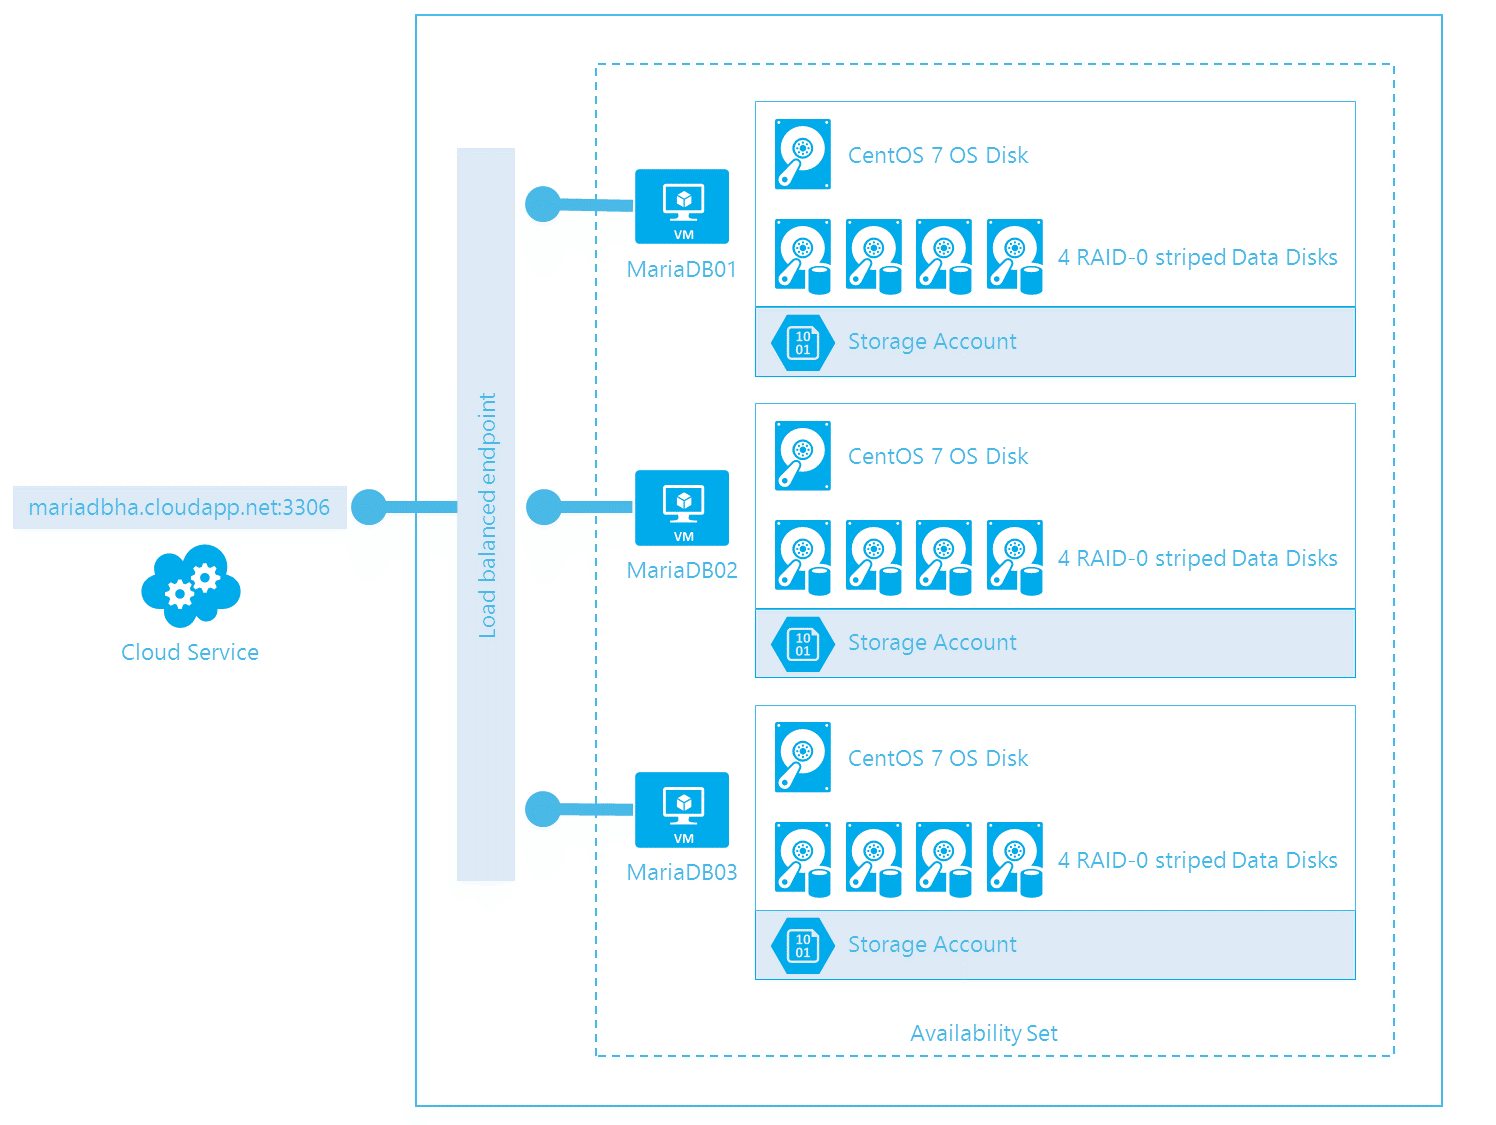 CentOS 7 OS Disk
VM
MariaDB01
4 RAID-0 striped Data Disks
10
01
Storage Account
Load balanced endpoint
mariadbha.cloudapp.net:3306
Cloud Service
CentOS 7 OS Disk
VM
MariaDB02
4 RAID-0 striped Data Disks
10
01
Storage Account
CentOS 7 OS Disk
VM
MariaDB03
4 RAID-0 striped Data Disks
10
01
Storage Account
Availability Set